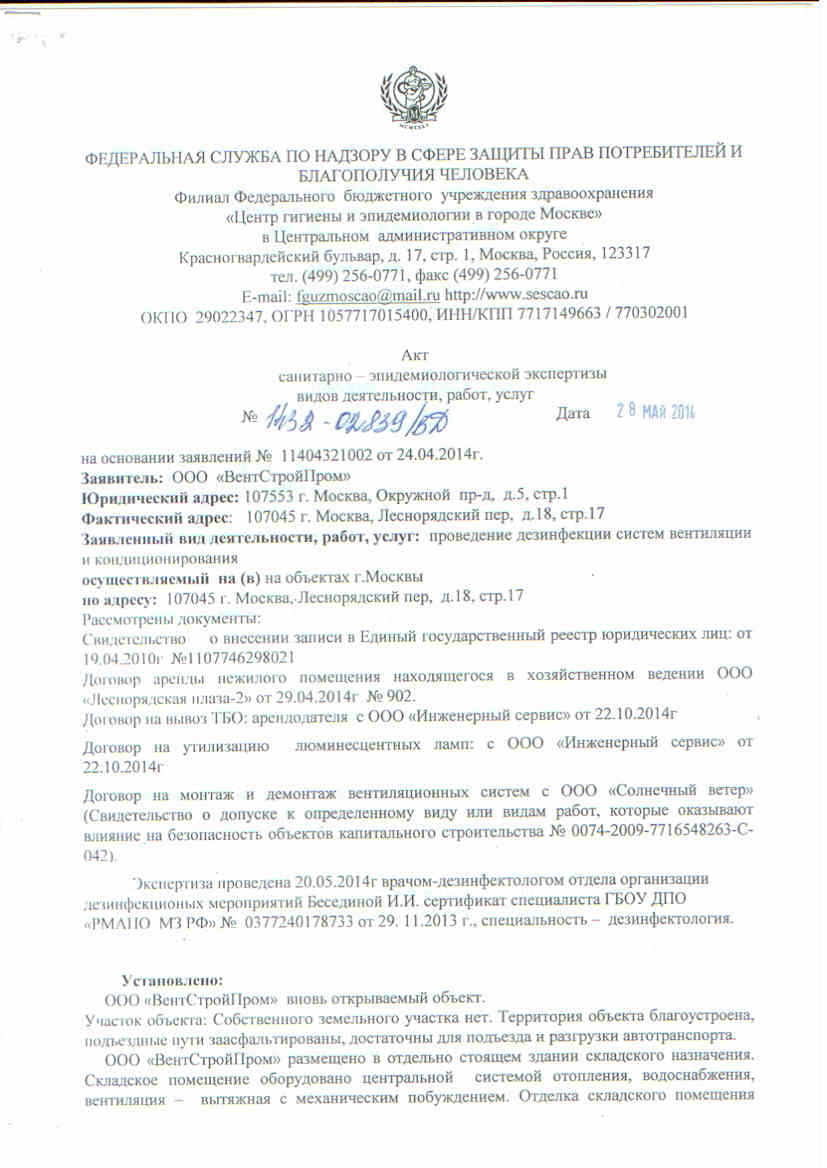 ФЕДЕРАЛЬНАЯ СЛУЖБА ПО НАДЗОРУ В СФЕРЕ ЗАЩИТЫ ПРАВ ПОТРЕБИТЕЛЕЙ И
БЛАГОПОЛУЧИЯ ЧЕЛОВЕКА
Филиал Федерального бюджетного учреждения здравоохранения
«Центр гигиены и эпидемиологии в городе Москве»
в Центральном административном округе
Красногвардейский бульвар, д. 17, стр. 1, Москва, Россия, 123317
тел. (499) 256-0771, факс (499) 256-0771
E-mail: fguzmoscao@mail.ru http://www.sescao.ru
ОКПО 29022347, ОГРН 1057717015400, ИНН/КПП 7717149663 / 770302001
Акт
санитарно – эпидемиологической экспертизы
видов деятельности, работ, услуг
№ 1432-02839/БД Дата 28 МАЙ 2014
на основании заявлений № 11404321002 от 24.04.2014г.
Заявитель: ООО «ВентСтройПром»
Юридический адрес: 107553 г. Москва, Окружной пр-д, д.5, стр.1
Фактический адрес: 107045 г. Москва, Леснорядский пер, д.18, стр.17
Заявленный вид деятельности, работ, услуг: проведение дезинфекции систем вентиляции
и кондиционирования
осуществляемый на (в) на объектах г.Москвы
по адресу: 107045 г. Москва, Леснорядский пер, д.18, стр.17
Рассмотрены документы:
Свидетельство о внесении записи в Единый государственный реестр юридических лиц: от
19.04.2010г №1107746298021
Договор аренды нежилого помещения находящегося в хозяйственном ведении ООО
«Леснорядская плаза-2» от 29.04.2014г № 902.
Договор на вывоз ТБО: арендодателя с ООО «Инженерный сервис» от 22.10.2014г
Договор на утилизацию люминесцентных ламп: с ООО «Инженерный сервис» от
22.10.2014г
Договор на монтаж и демонтаж вентиляционных систем с ООО «Солнечный ветер»
(Свидетельство о допуске к определенному виду или видам работ, которые оказывают
влияние на безопасность объектов капитального строительства № 0074-2009-7716548263-С-
042).
Экспертиза проведена 20.05.2014г врачом-дезинфектологом отдела организации
дезинфекционых мероприятий Бесединой И.И. сертификат специалиста ГБОУ ДПО
«РМАПО МЗ РФ» № 0377240178733 от 29. 11.2013 г., специальность – дезинфектология.
Установлено:
ООО «ВентСтройПром» вновь открываемый объект.
Участок объекта: Собственного земельного участка нет. Территория объекта благоустроена,
подъездные пути заасфальтированы, достаточны для подъезда и разгрузки автотранспорта.
ООО «ВентСтройПром» размещено в отдельно стоящем здании складского назначения.
Складское помещение оборудовано центральной системой отопления, водоснабжения,
вентиляция – вытяжная с механическим побуждением. Отделка складского помещения